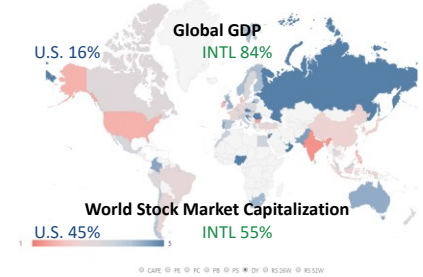 Global GDP
U.S. 16% INTL 84%
World Stock Market Capitalization
U.S. 45% INTL 55%
1 5
CAPE PE PC PB PS DY RS 26W RS 52W